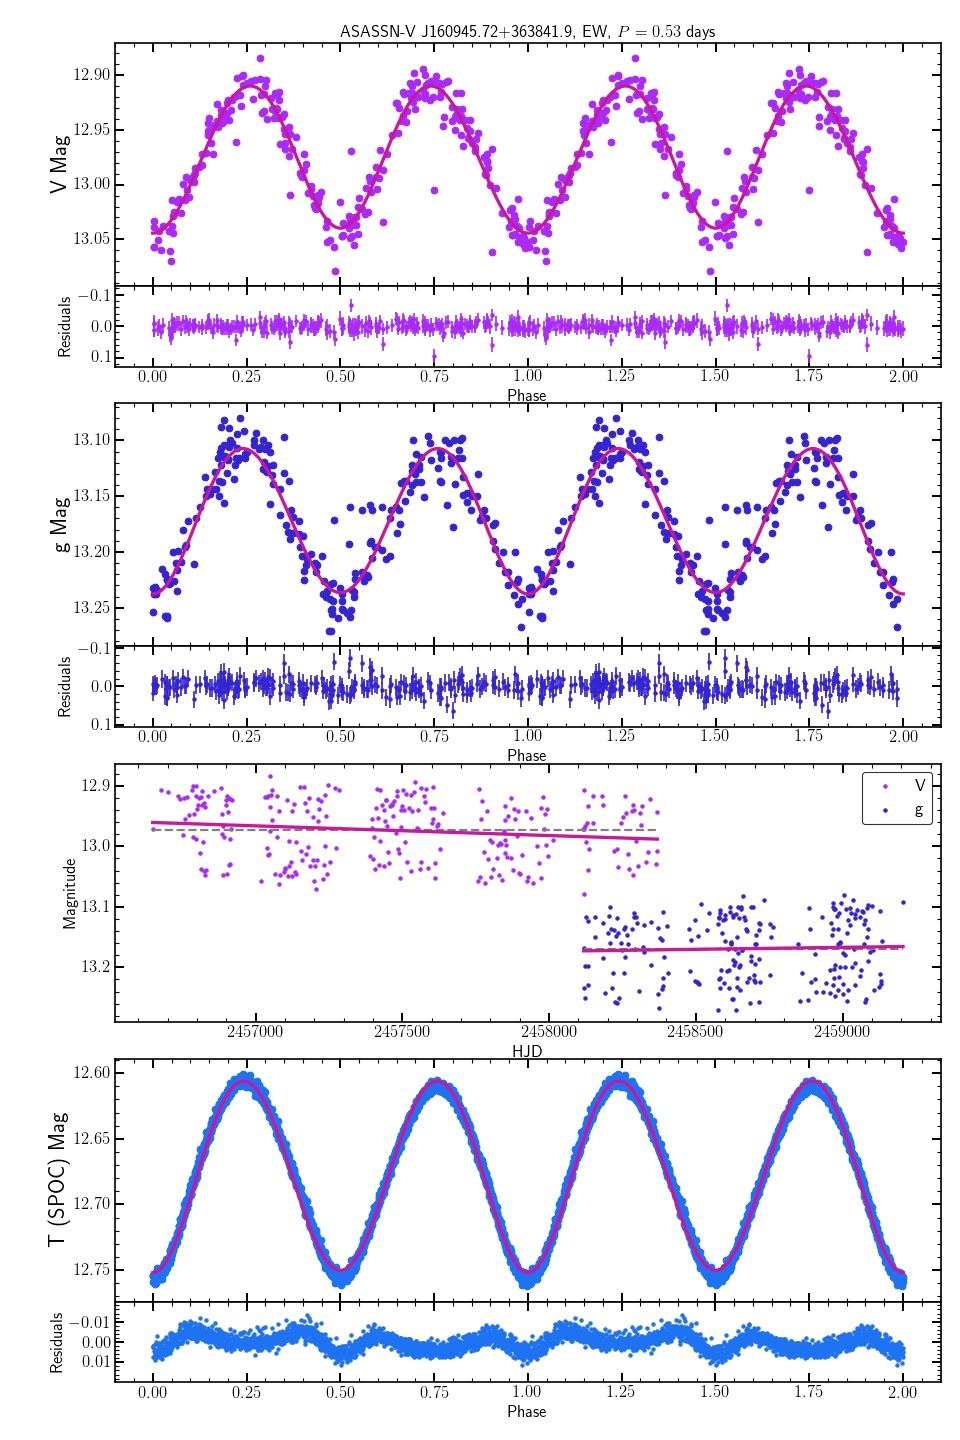 ASASSN-V J160945.72+363841.9, EW, P = 0.53 days
12.90
12.95
13.00
13.05
V Mag
−0.1
0.0
0.1
Residuals
0.00 0.25 0.50 0.75 1.00 1.25 1.50 1.75 2.00
Phase
13.10
13.15
13.20
13.25
g Mag
−0.1
0.0
0.1
Residuals
0.00 0.25 0.50 0.75 1.00 1.25 1.50 1.75 2.00
Phase
12.9
13.0
13.1
13.2
Magnitude
V
g
2457000 2457500 2458000 2458500 2459000
HJD
12.60
12.65
12.70
12.75
T (SPOC) Mag
−0.01
0.00
0.01
Residuals
0.00 0.25 0.50 0.75 1.00 1.25 1.50 1.75 2.00
Phase